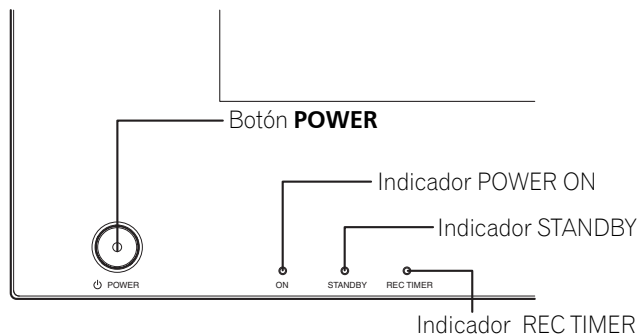 Botón POWER
Indicador POWER ON
Indicador STANDBY
⏻ POWER
ON
STANDBY
REC TIMER
Indicador REC TIMER